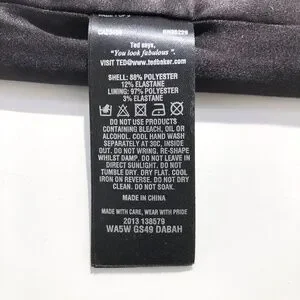 Ted says,
"You look fabulous".
VISIT TED@www.tedbaker.com
SHELL: 88% POLYESTER
12% ELASTANE
LINING: 97% POLYESTER
3% ELASTANE
DO NOT USE PRODUCTS
CONTAINING BLEACH, OIL OR
ALCOHOL. COOL HAND WASH
SEPARATELY AT 30C, INSIDE
OUT. DO NOT WRING, RE-SHAPE
WHILST DAMP. DO NOT LEAVE IN
DIRECT SUNLIGHT. DO NOT
TUMBLE DRY. DRY FLAT. COOL
IRON ON REVERSE, DO NOT DRY
CLEAN. DO NOT SOAK.
MADE IN CHINA
MADE WITH CARE, WEAR WITH PRIDE
2013 138579
WA5W GS49 DABAH